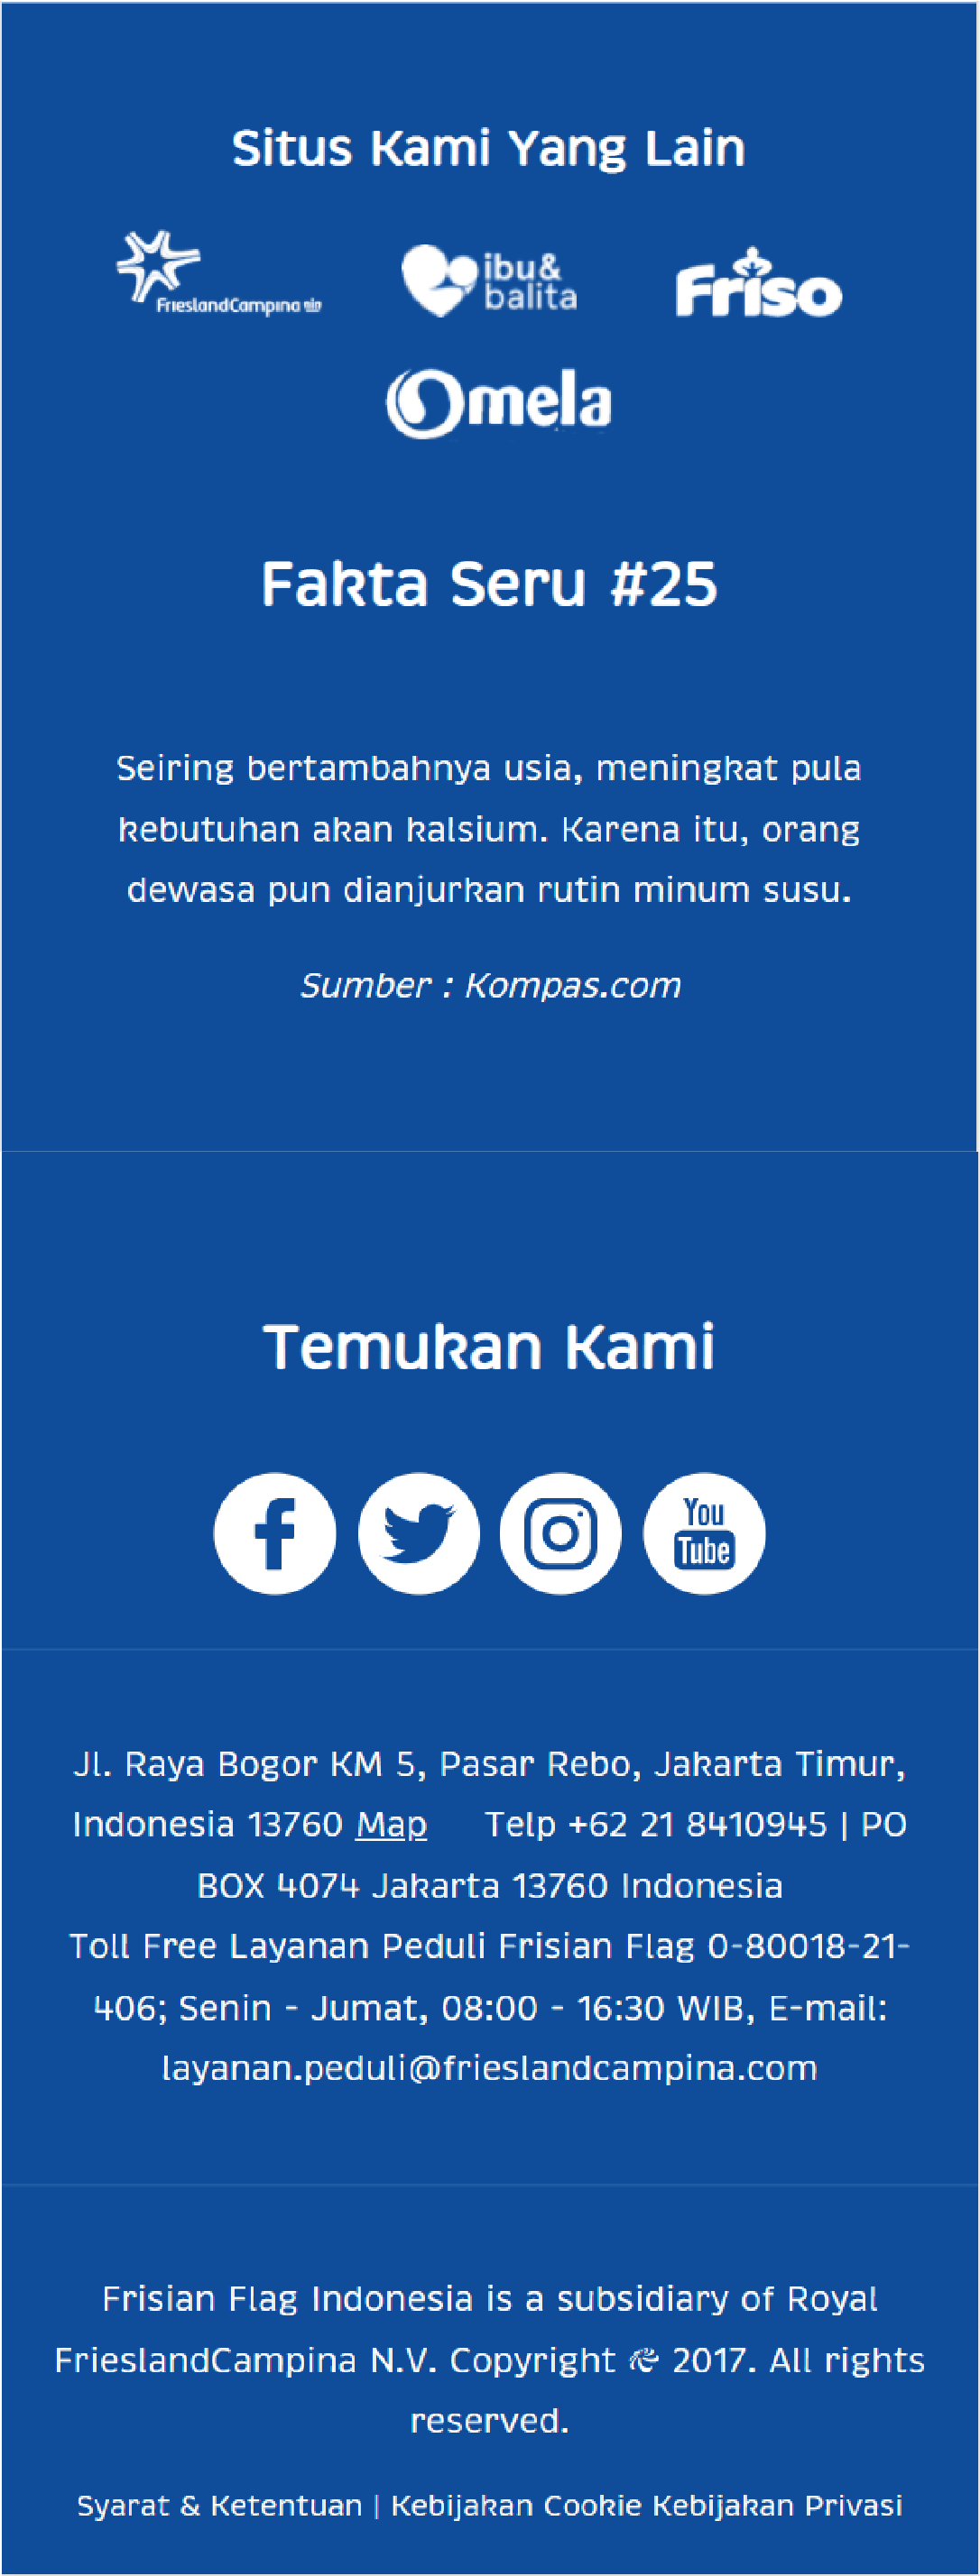 Situs Kami Yang Lain
FrieslandCampina
ibu&
balita
Friso
Omela
Fakta Seru #25
Seiring bertambahnya usia, meningkat pula
kebutuhan akan kalsium. Karena itu, orang
dewasa pun dianjurkan rutin minum susu.
Sumber : Kompas.com
Temukan Kami
You
Tube
Jl. Raya Bogor KM 5, Pasar Rebo, Jakarta Timur,
Indonesia 13760 Map Telp +62 21 8410945 | PO
BOX 4074 Jakarta 13760 Indonesia
Toll Free Layanan Peduli Frisian Flag 0-80018-21-
406; Senin - Jumat, 08:00 - 16:30 WIB, E-mail:
layanan.peduli@frieslandcampina.com
Frisian Flag Indonesia is a subsidiary of Royal
FrieslandCampina N.V. Copyright 2017. All rights
reserved.
Syarat & Ketentuan | Kebijakan Cookie Kebijakan Privasi